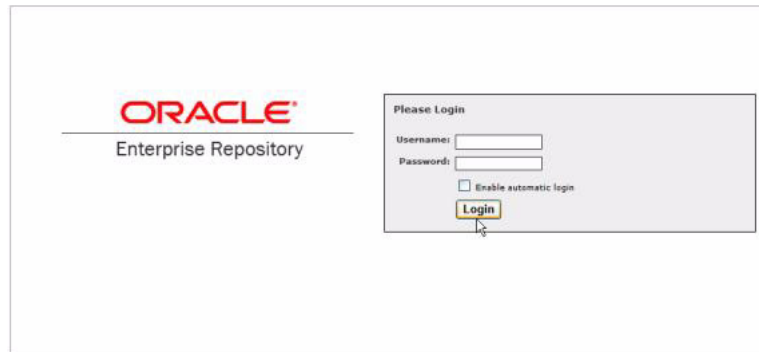 ORACLE
Enterprise Repository
Please Login
Username:
Password:
Enable automatic login
Login